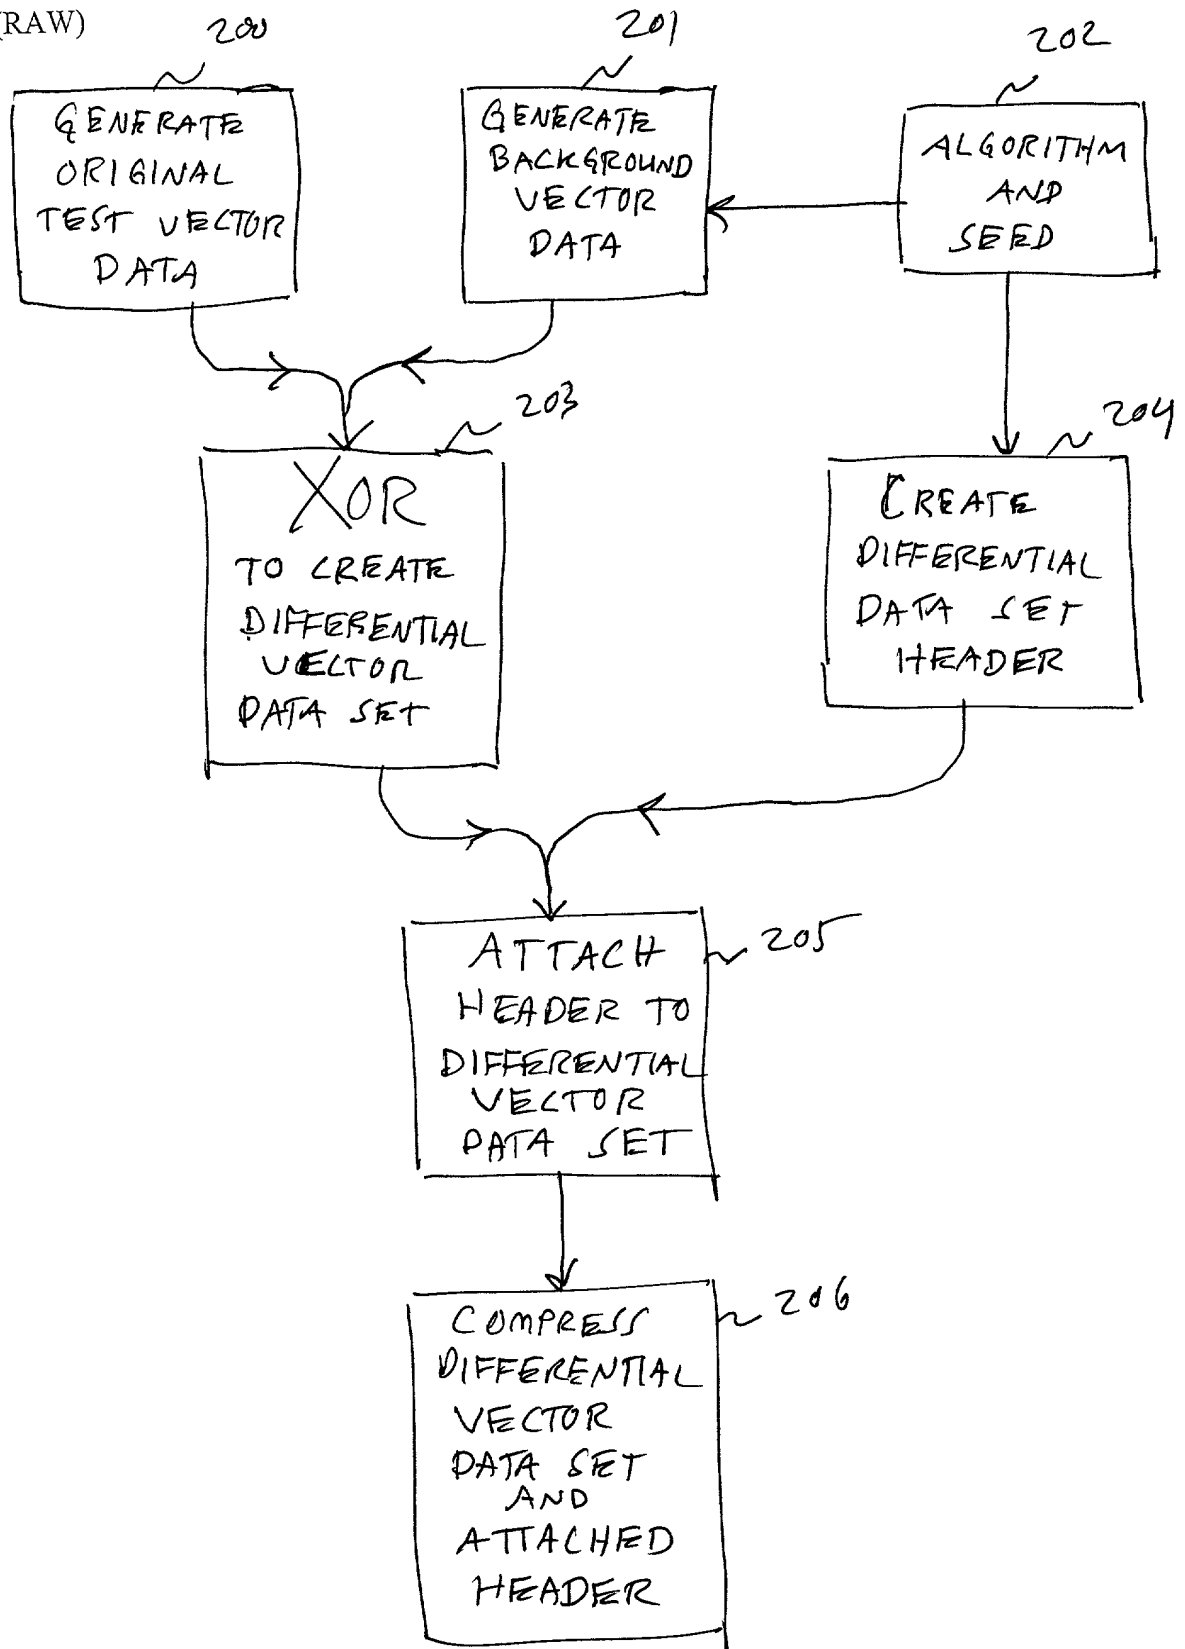 (RAW)
200
GENERATE
ORIGINAL
TEST VECTOR
DATA
201
GENERATE
BACKGROUND
VECTOR
DATA
202
ALGORITHM
AND
SEED
203
XOR
TO CREATE
DIFFERENTIAL
VECTOR
DATA SET
204
CREATE
DIFFERENTIAL
DATA SET
HEADER
205
ATTACH
HEADER TO
DIFFERENTIAL
VECTOR
DATA SET
206
COMPRESS
DIFFERENTIAL
VECTOR
DATA SET
AND
ATTACHED
HEADER